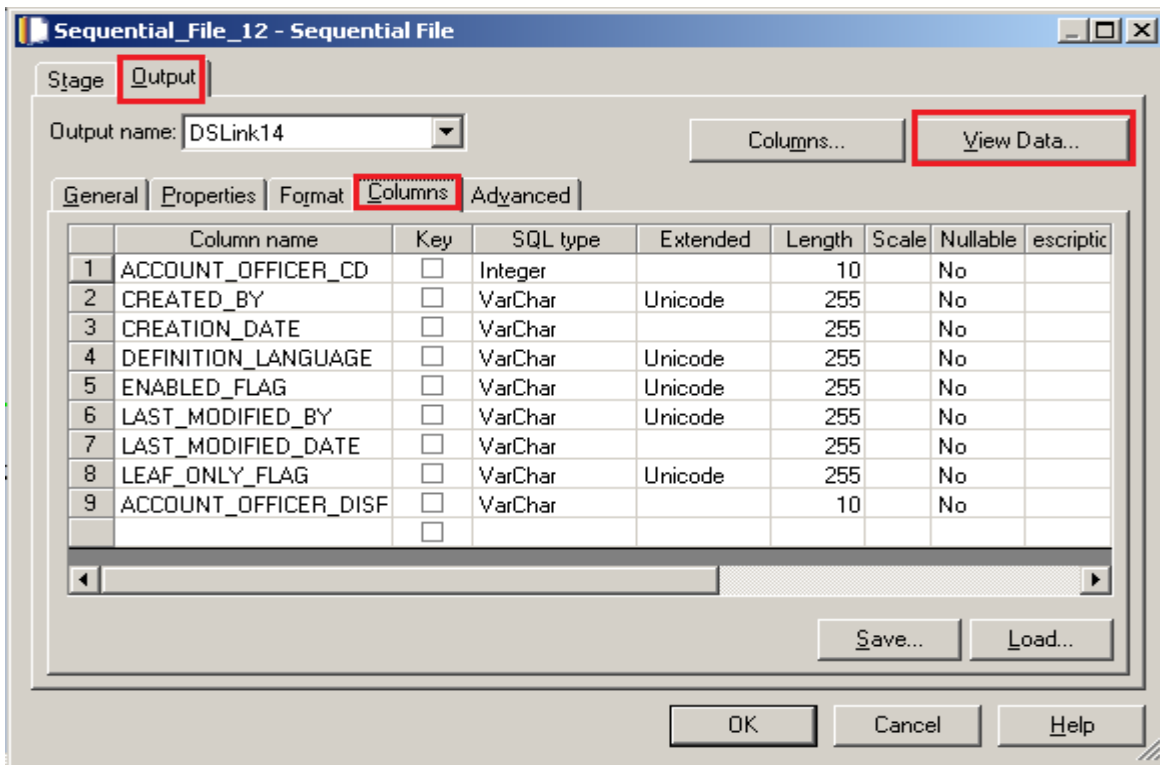 Sequential_File_12 - Sequential File
Stage Output
Output name: DSLink14 Columns... View Data...
General Properties Format Columns Advanced
Column name Key SQL type Extended Length Scale Nullable escriptic
1 ACCOUNT_OFFICER_CD Integer 10 No
2 CREATED_BY VarChar Unicode 255 No
3 CREATION_DATE VarChar 255 No
4 DEFINITION_LANGUAGE VarChar Unicode 255 No
5 ENABLED_FLAG VarChar Unicode 255 No
6 LAST_MODIFIED_BY VarChar Unicode 255 No
7 LAST_MODIFIED_DATE VarChar 255 No
8 LEAF_ONLY_FLAG VarChar Unicode 255 No
9 ACCOUNT_OFFICER_DISF VarChar 10 No
Save... Load...
OK Cancel Help